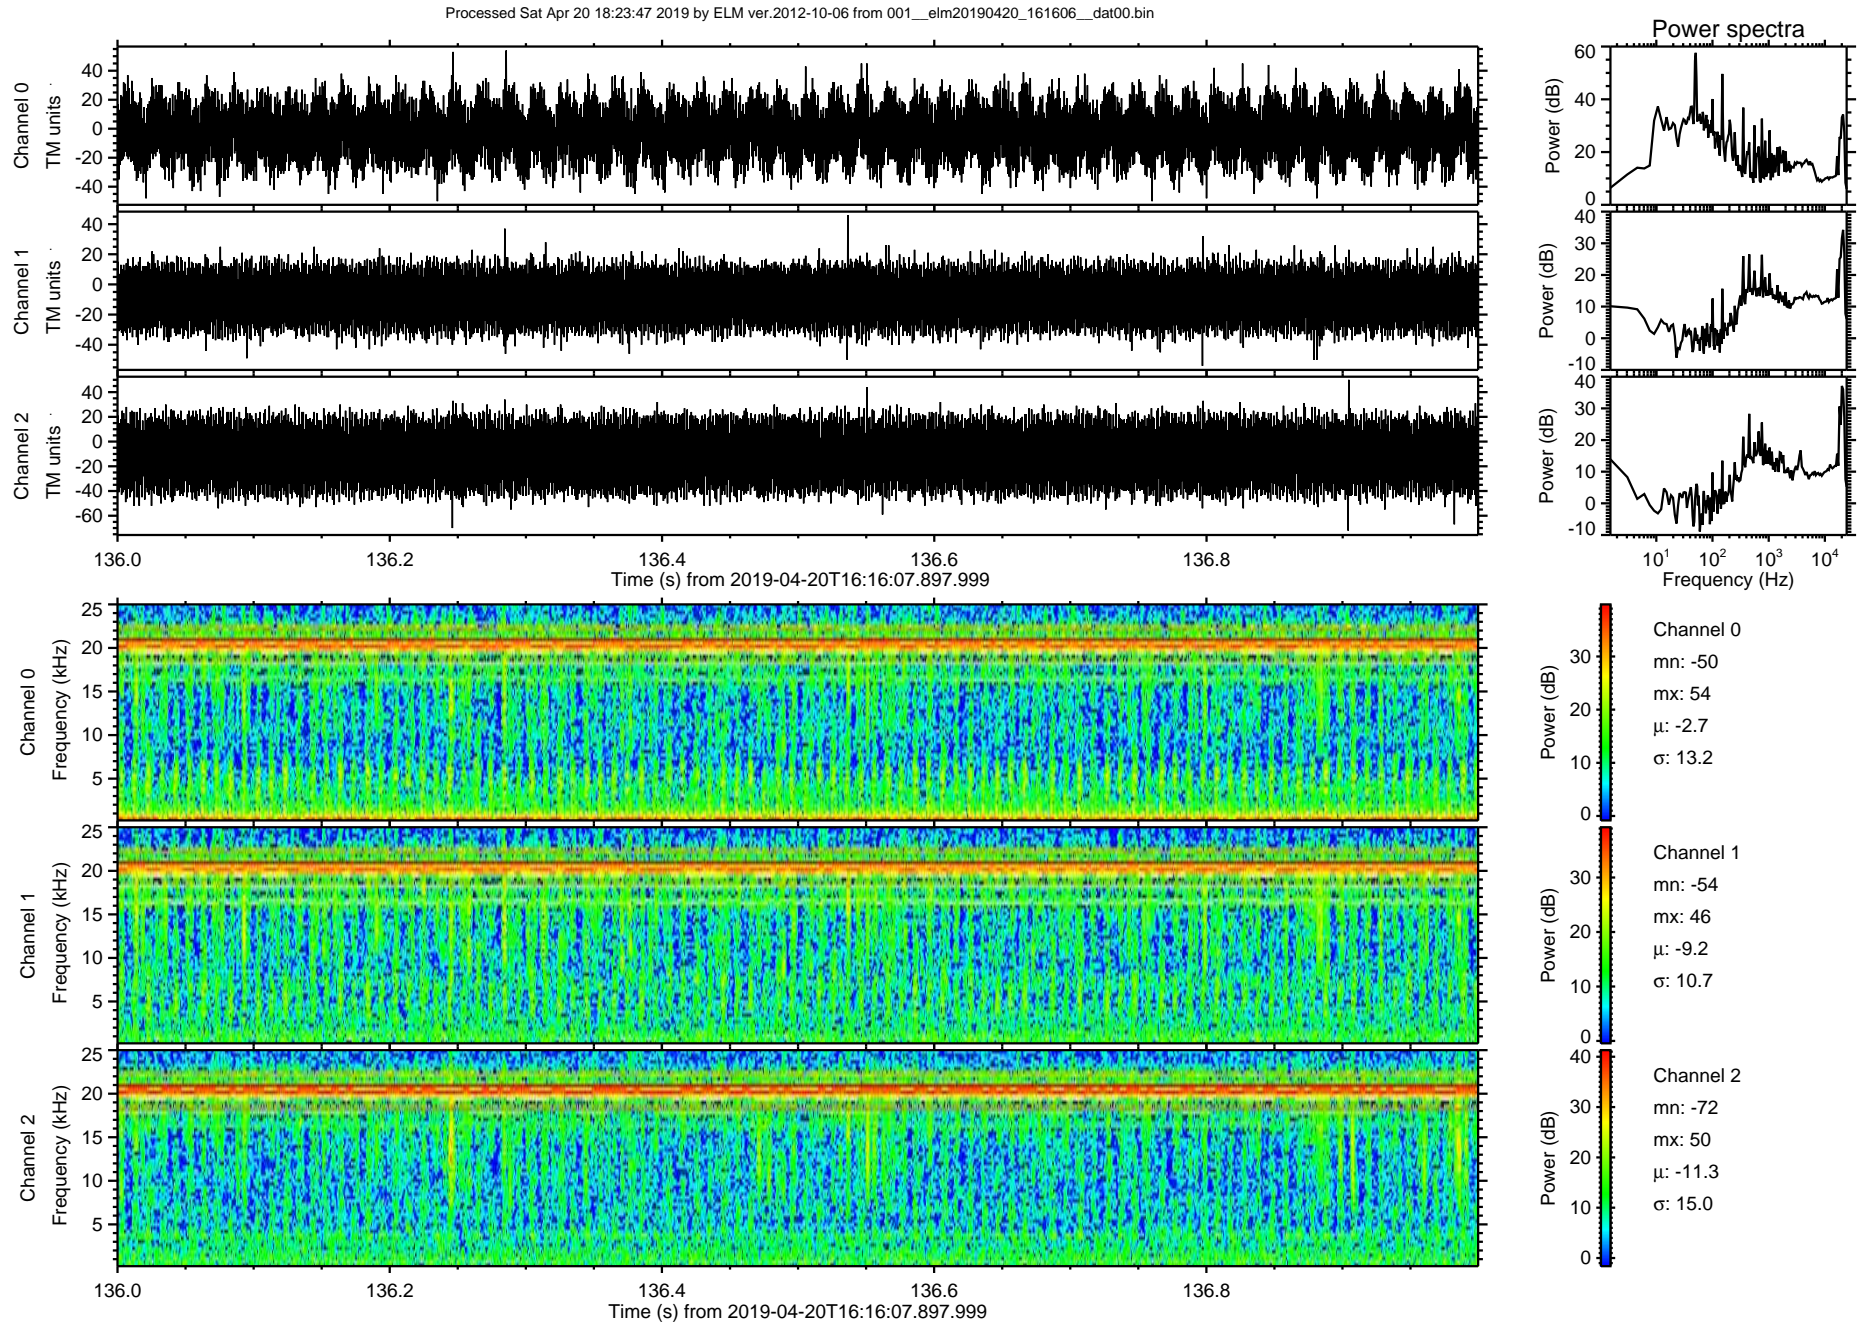 Processed Sat Apr 20 18:23:47 2019 by ELM ver.2012-10-06 from 001__elm20190420_161606__dat00.bin
Power spectra
Channel 0
TM units
40
20
0
-20
-40
Power (dB)
60
40
20
0
Channel 1
TM units
40
20
0
-20
-40
Power (dB)
40
30
20
10
0
-10
Channel 2
TM units
40
20
0
-20
-40
-60
Power (dB)
40
30
20
10
0
-10
136.0 136.2 136.4 136.6 136.8
Time (s) from 2019-04-20T16:16:07.897.999
10¹ 10² 10³ 10⁴
Frequency (Hz)
Channel 0
Frequency (kHz)
25
20
15
10
5
Power (dB)
30
20
10
0
Channel 0
mn: -50
mx: 54
µ: -2.7
σ: 13.2
Channel 1
Frequency (kHz)
25
20
15
10
5
Power (dB)
30
20
10
0
Channel 1
mn: -54
mx: 46
µ: -9.2
σ: 10.7
Channel 2
Frequency (kHz)
25
20
15
10
5
Power (dB)
40
30
20
10
0
Channel 2
mn: -72
mx: 50
µ: -11.3
σ: 15.0
136.0 136.2 136.4 136.6 136.8
Time (s) from 2019-04-20T16:16:07.897.999